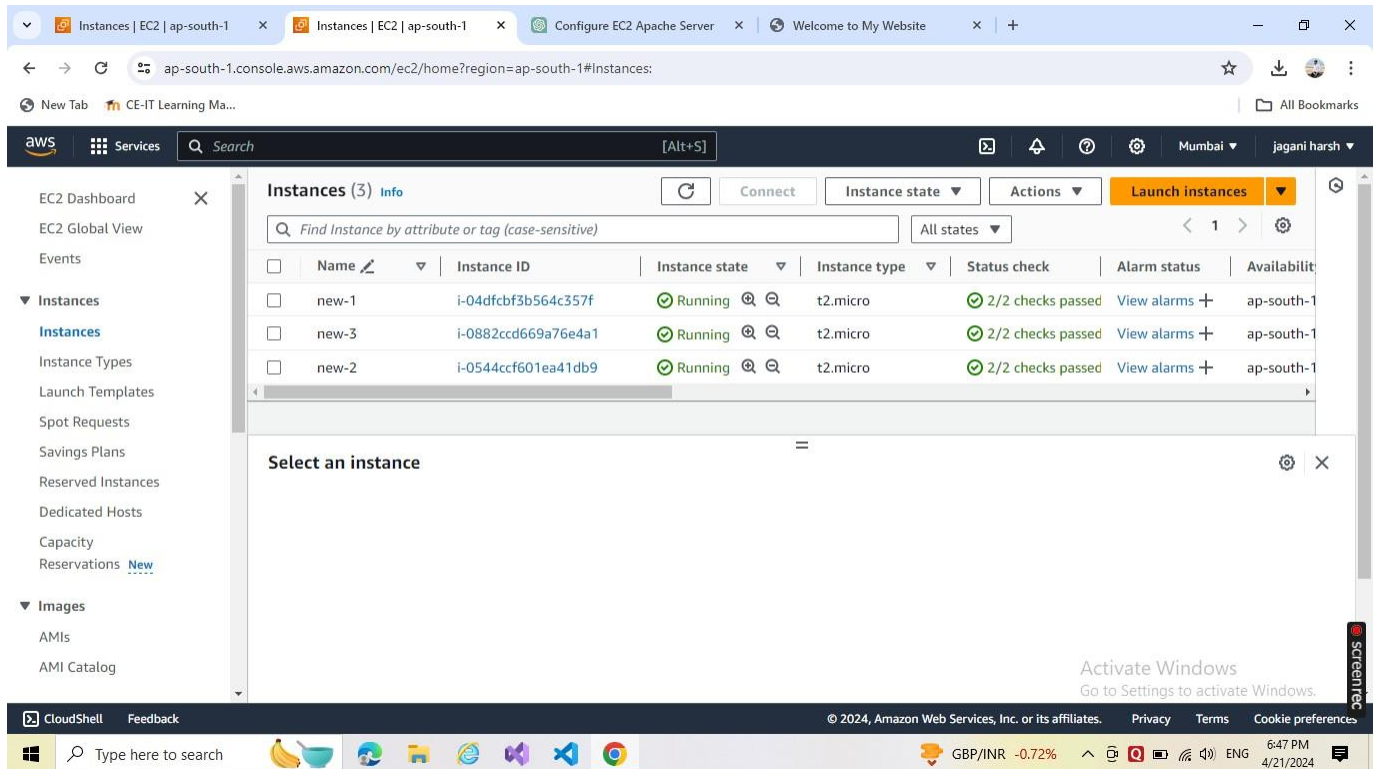 Instances | EC2 | ap-south-1
Instances | EC2 | ap-south-1
Configure EC2 Apache Server
Welcome to My Website
ap-south-1.console.aws.amazon.com/ec2/home?region=ap-south-1#Instances:
New Tab
CE-IT Learning Ma...
All Bookmarks
aws
Services
Search
[Alt+S]
Mumbai
jagani harsh
EC2 Dashboard
EC2 Global View
Events
Instances
Instances
Instance Types
Launch Templates
Spot Requests
Savings Plans
Reserved Instances
Dedicated Hosts
Capacity
Reservations New
Images
AMIs
AMI Catalog
Instances (3) Info
Connect
Instance state
Actions
Launch instances
Find Instance by attribute or tag (case-sensitive)
All states
1
Name Instance ID Instance state Instance type Status check Alarm status Availabilit
new-1 i-04dfcbf3b564c357f Running t2.micro 2/2 checks passed View alarms + ap-south-1
new-3 i-0882ccd669a76e4a1 Running t2.micro 2/2 checks passed View alarms + ap-south-1
new-2 i-0544ccf601ea41db9 Running t2.micro 2/2 checks passed View alarms + ap-south-1
Select an instance
Activate Windows
Go to Settings to activate Windows.
screenrec
CloudShell
Feedback
© 2024, Amazon Web Services, Inc. or its affiliates.
Privacy
Terms
Cookie preferences
Type here to search
GBP/INR -0.72%
ENG
6:47 PM
4/21/2024